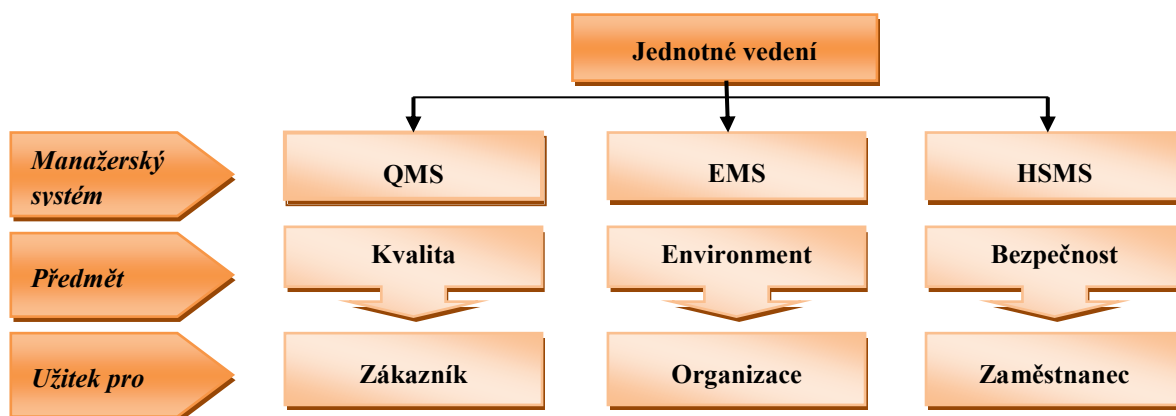 Jednotné vedení
Manažerský
systém
QMS
EMS
HSMS
Předmět
Kvalita
Environment
Bezpečnost
Užitek pro
Zákazník
Organizace
Zaměstnanec